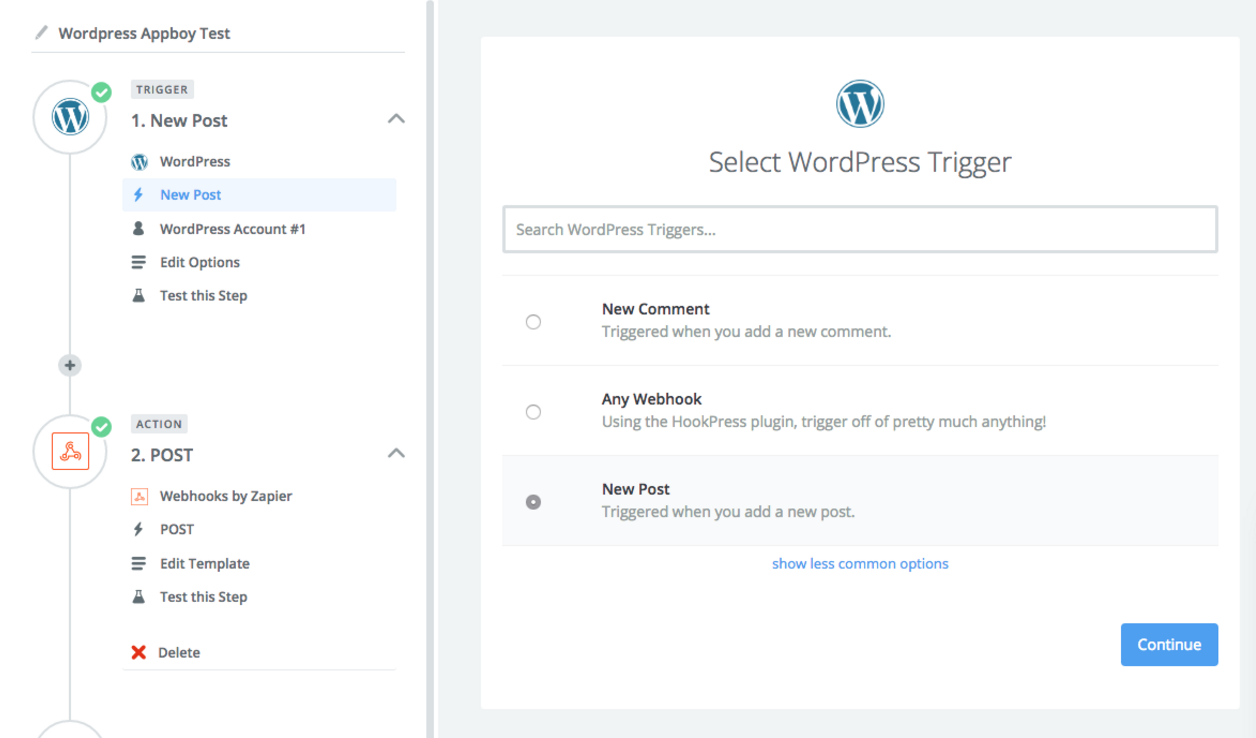 Wordpress Appboy Test
TRIGGER
1. New Post
WordPress
New Post
WordPress Account #1
Edit Options
Test this Step
ACTION
2. POST
Webhooks by Zapier
POST
Edit Template
Test this Step
Delete
Select WordPress Trigger
Search WordPress Triggers...
New Comment
Triggered when you add a new comment.
Any Webhook
Using the HookPress plugin, trigger off of pretty much anything!
New Post
Triggered when you add a new post.
show less common options
Continue